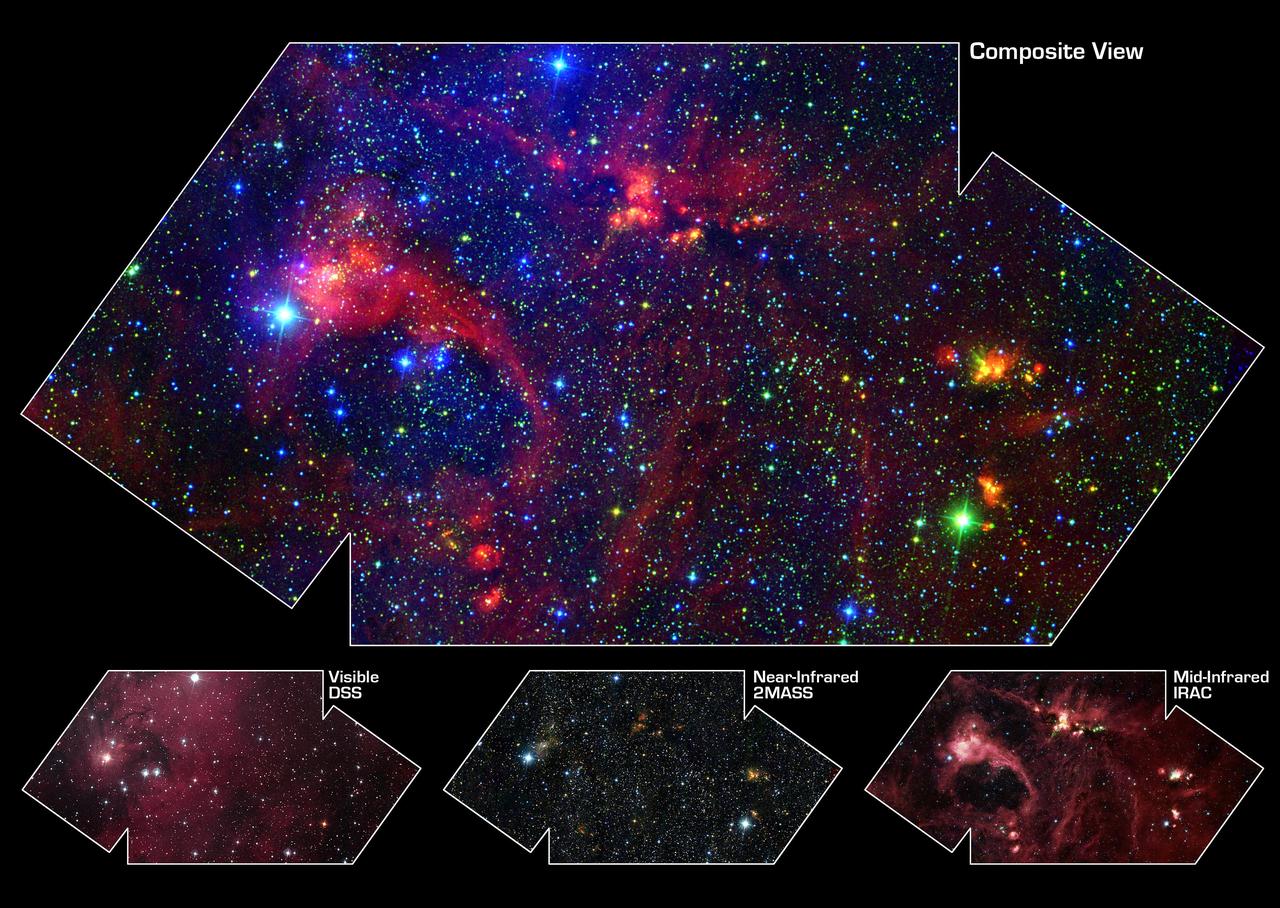 Composite View
Visible
DSS
Near-Infrared
2MASS
Mid-Infrared
IRAC